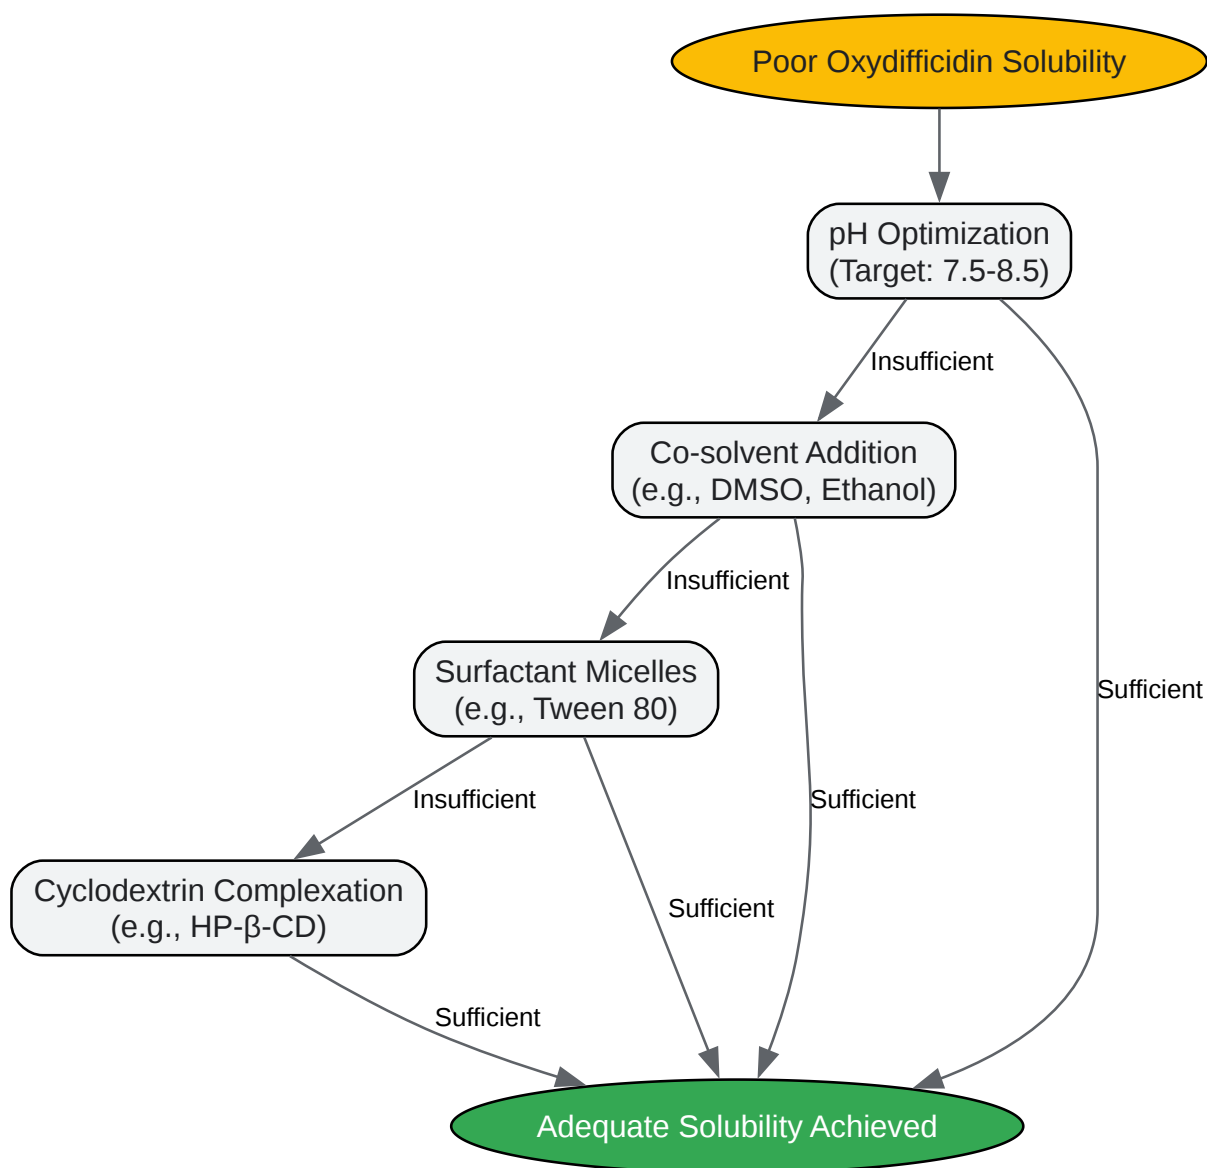 Poor Oxydifficidin Solubility
pH Optimization
(Target: 7.5-8.5)
Insufficient
Co-solvent Addition
(e.g., DMSO, Ethanol)
Insufficient
Surfactant Micelles
(e.g., Tween 80)
Sufficient
Insufficient
Sufficient
Cyclodextrin Complexation
(e.g., HP-β-CD)
Sufficient
Sufficient
Adequate Solubility Achieved